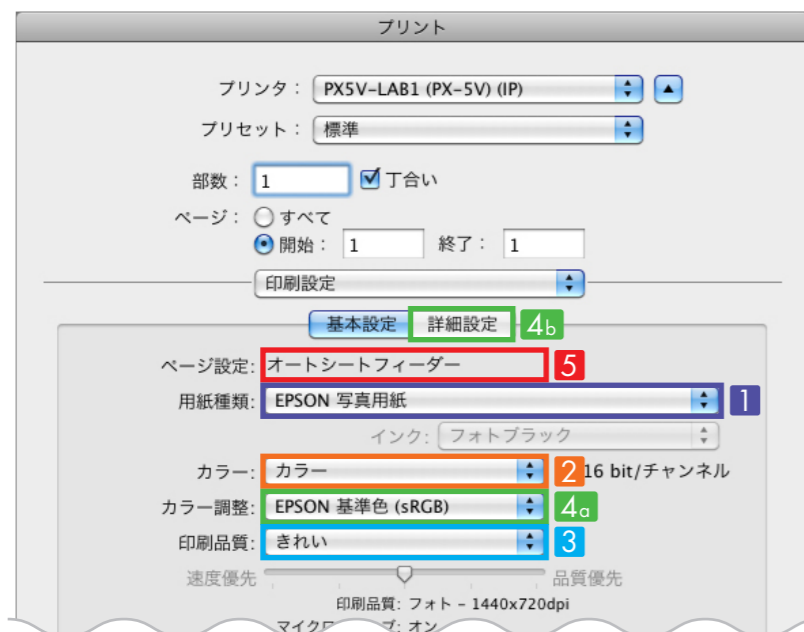 プリント
プリンタ： PX5V-LAB1 (PX-5V) (IP)
プリセット： 標準
部数： 1 丁合い
ページ： すべて
開始： 1 終了： 1
印刷設定
基本設定 詳細設定 4b
ページ設定: オートシートフィーダー 5
用紙種類: EPSON 写真用紙 1
インク: フォトブラック
カラー: カラー 2 16 bit/チャンネル
カラー調整: EPSON 基準色 (sRGB) 4a
印刷品質: きれい 3
速度優先 品質優先
印刷品質: フォト - 1440x720dpi
オン